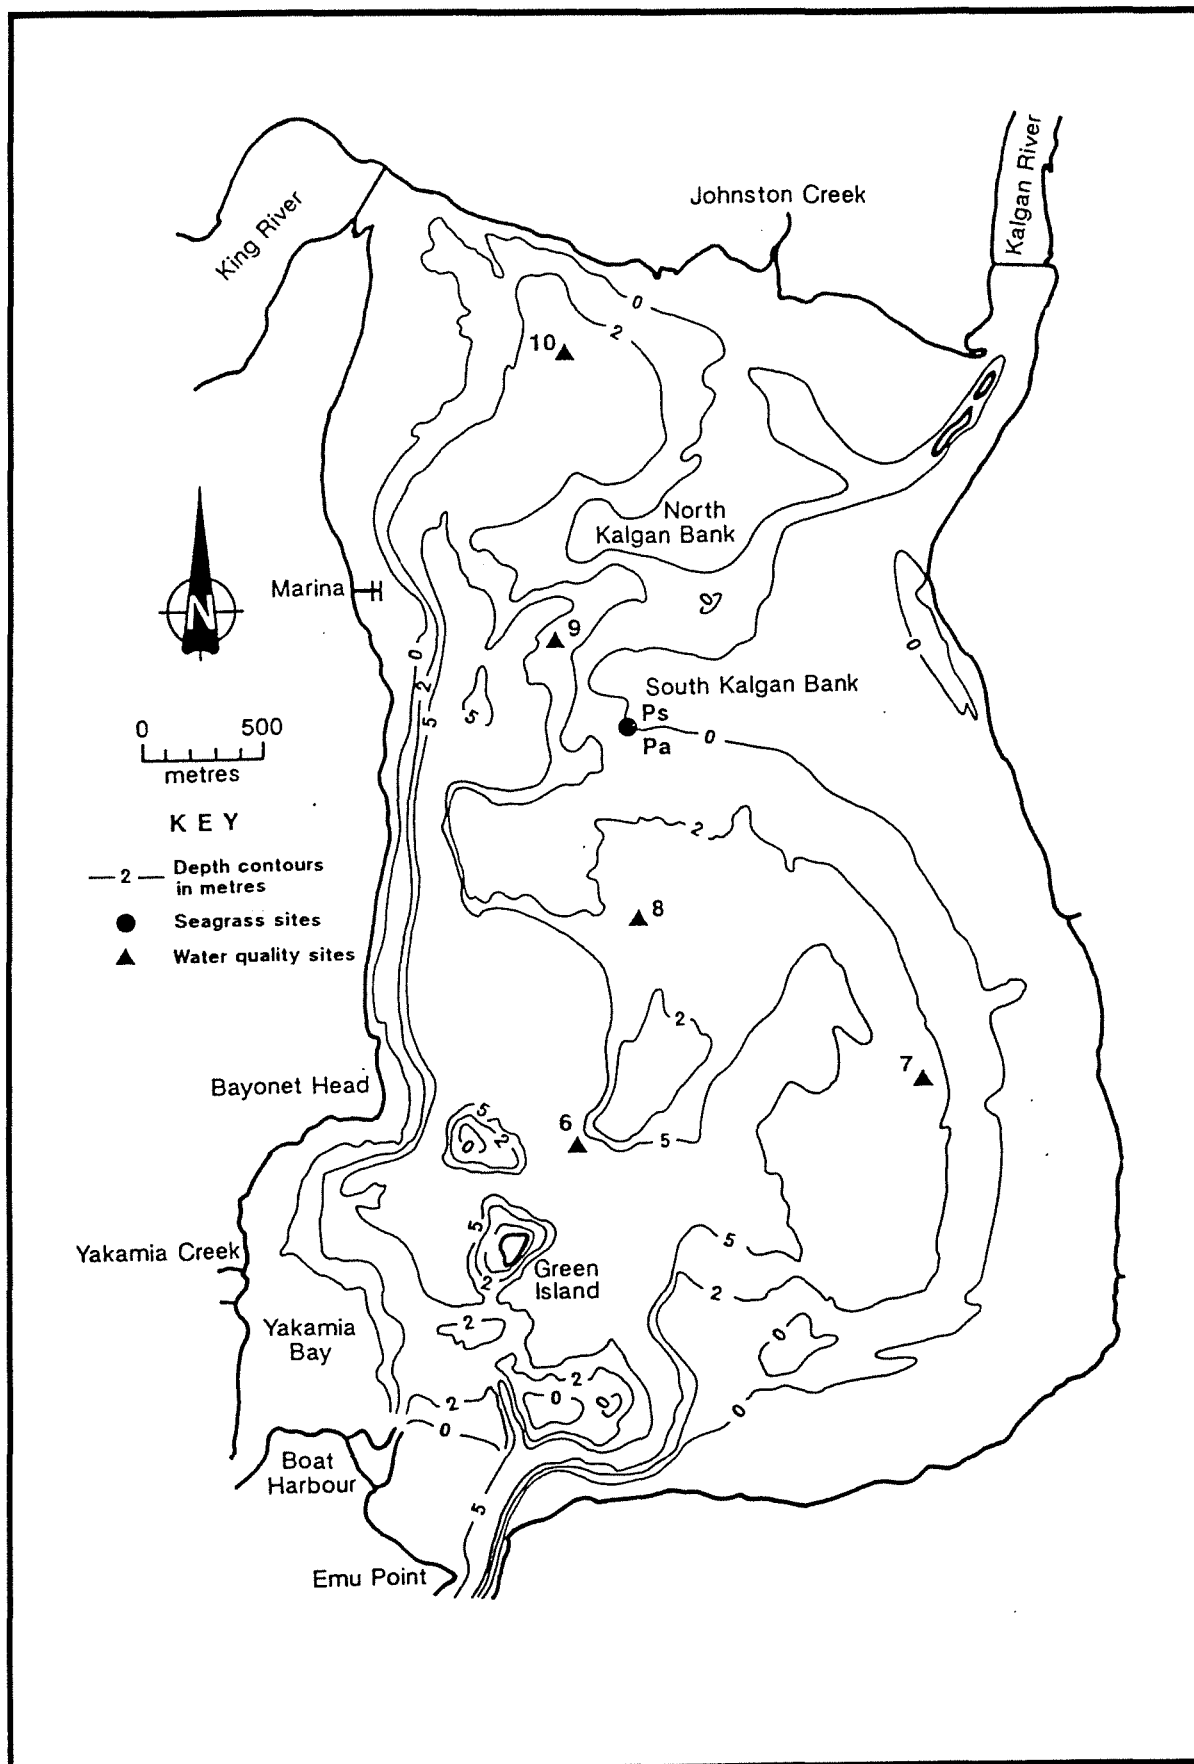 Johnston Creek
Kalgan River
King River
0
2
10
North
Kalgan Bank
Marina
N
0
9
0
0
2
5
5
South Kalgan Bank
Ps
Pa
0
0 500
metres
KEY
2 Depth contours
in metres
Seagrass sites
Water quality sites
2
8
2
7
Bayonet Head
5
0
2
6
5
5
Yakamia Creek
5
Green
Island
2
2
2
Yakamia
Bay
0
2
2
0
0
0
0
Boat
Harbour
5
Emu Point